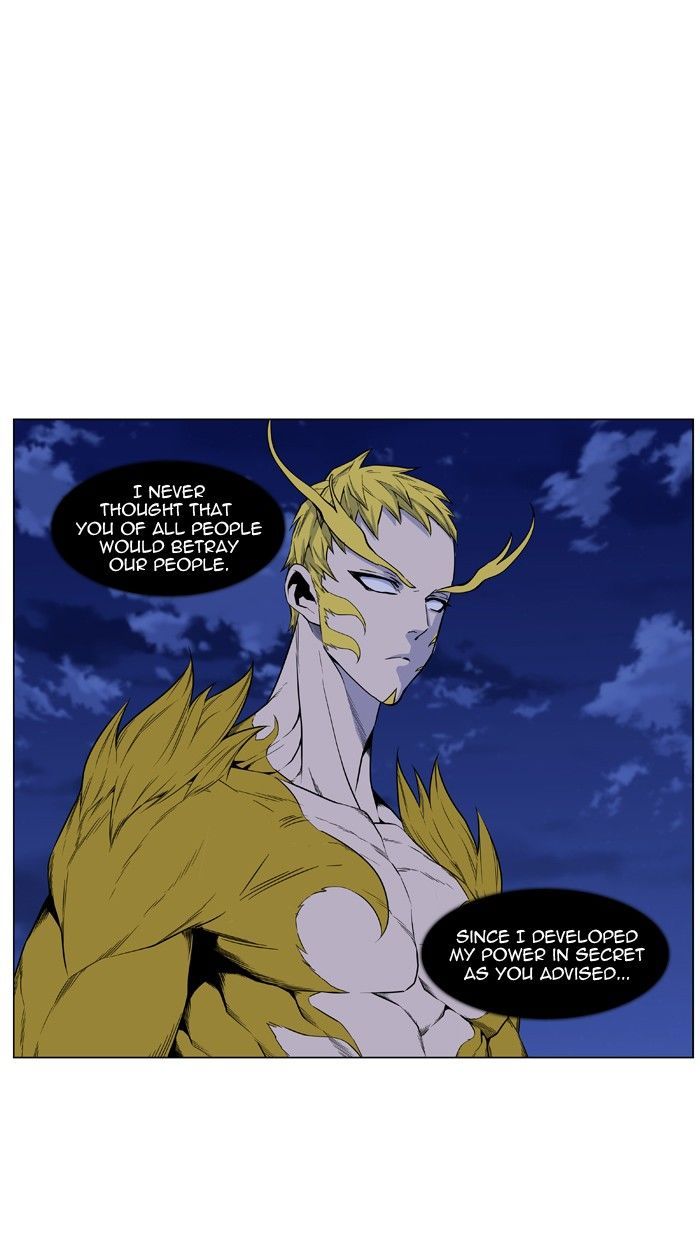 I NEVER
THOUGHT THAT
YOU OF ALL PEOPLE
WOULD BETRAY
OUR PEOPLE.
SINCE I DEVELOPED
MY POWER IN SECRET
AS YOU ADVISED...